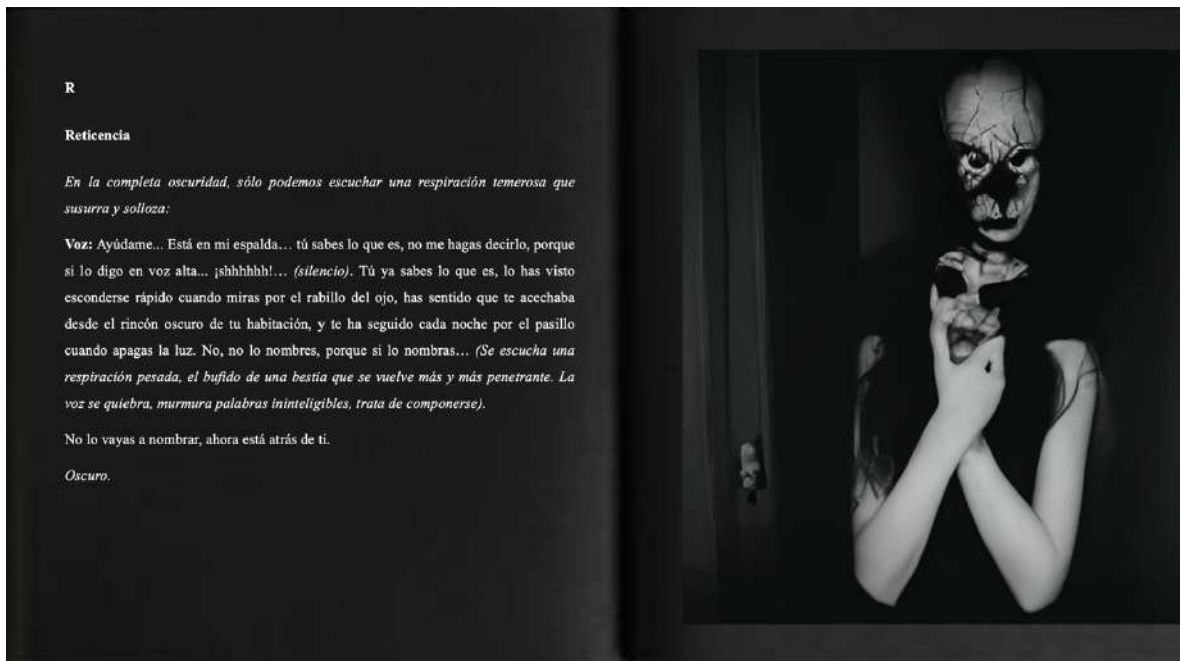 R
Reticencia
En la completa oscuridad, sólo podemos escuchar una respiración temerosa que
susurra y solloza:
Voz: Ayúdame... Está en mi espalda… tú sabes lo que es, no me hagas decirlo, porque
si lo digo en voz alta... ¡shhhhhh!… (silencio). Tú ya sabes lo que es, lo has visto
esconderse rápido cuando miras por el rabillo del ojo, has sentido que te acechaba
desde el rincón oscuro de tu habitación, y te ha seguido cada noche por el pasillo
cuando apagas la luz. No, no lo nombres, porque si lo nombras… (Se escucha una
respiración pesada, el bufido de una bestia que se vuelve más y más penetrante. La
voz se quiebra, murmura palabras ininteligibles, trata de componerse).
No lo vayas a nombrar, ahora está atrás de ti.
Oscuro.